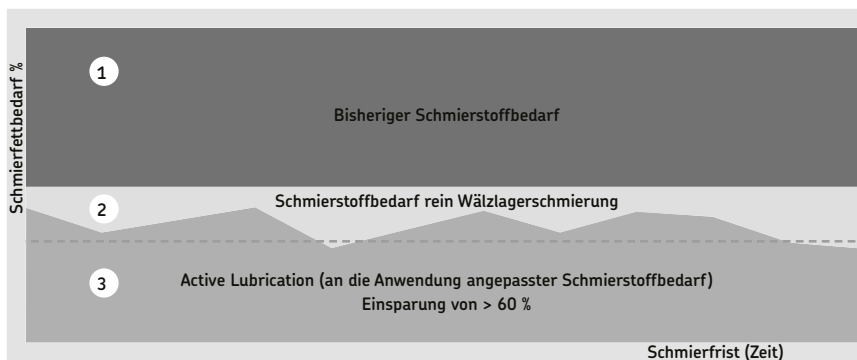 Schmierfettbedarf %
1
Bisheriger Schmierstoffbedarf
Schmierstoffbedarf rein Wälzlagerschmierung
2
3
Active Lubrication (an die Anwendung angepasster Schmierstoffbedarf)
Einsparung von > 60 %
Schmierfrist (Zeit)